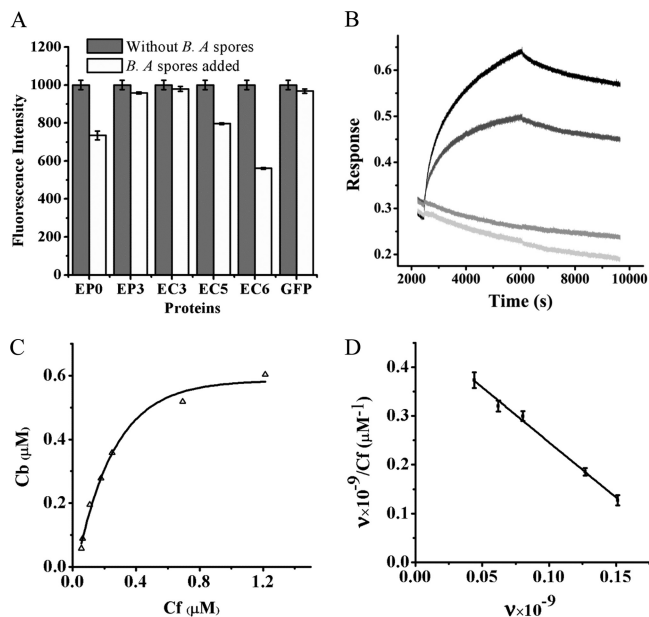 A
Fluorescence Intensity
1200
1000
800
600
400
200
0
Without B. A spores
B. A spores added
EP0 EP3 EC3 EC5 EC6 GFP
Proteins
B
Response
0.6
0.5
0.4
0.3
0.2
2000 4000 6000 8000 10000
Time (s)
C
Cb (μM)
0.6
0.4
0.2
0.0
0.0 0.4 0.8 1.2
Cf (μM)
D
ν×10⁻⁹/Cf (μM⁻¹)
0.4
0.3
0.2
0.1
0.0
0.05 0.10 0.15
ν×10⁻⁹